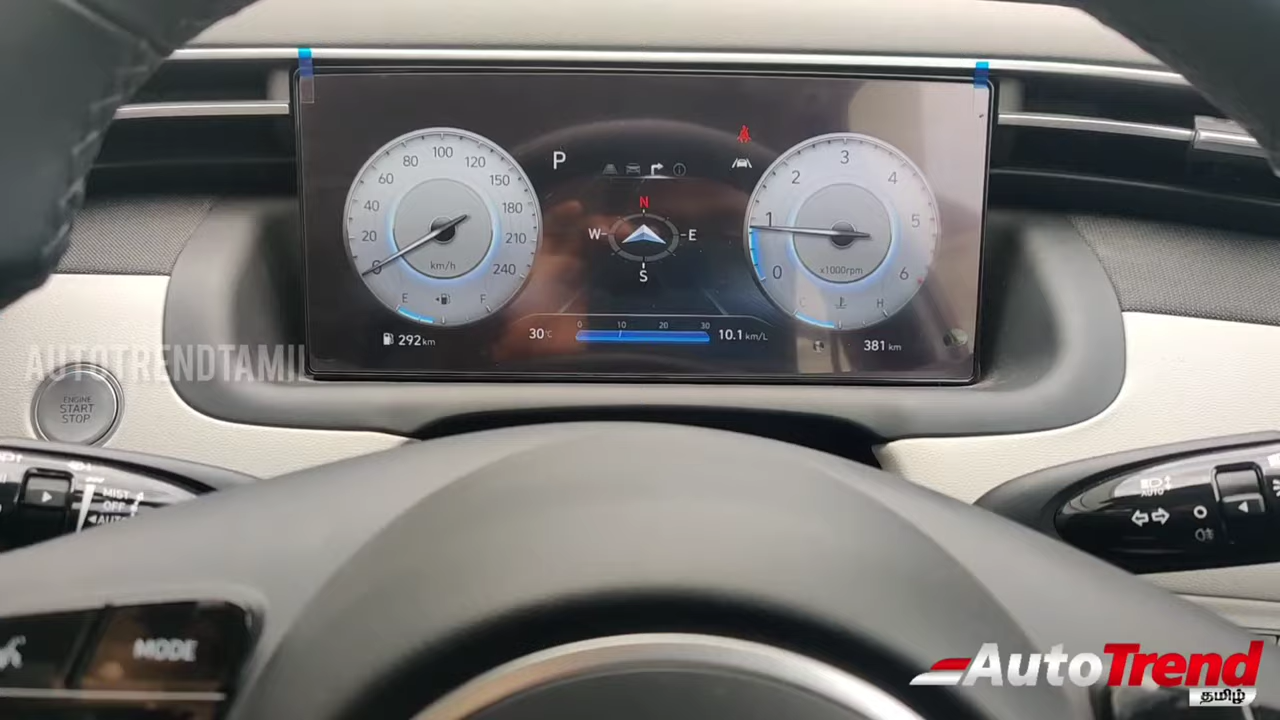 80 100 120
60 150
40 180
20 210
0 240
km/h
E F
292km
P
N
W E
S
30°C
0 10 20 30
10.1 km/L
3
2 4
1 5
0 6
x1000rpm
C H
381 km
AUTOTRENDTAMIL
ENGINE
START
STOP
MIST
OFF
AUTO
AUTO
MODE
AutoTrend
தமிழ்